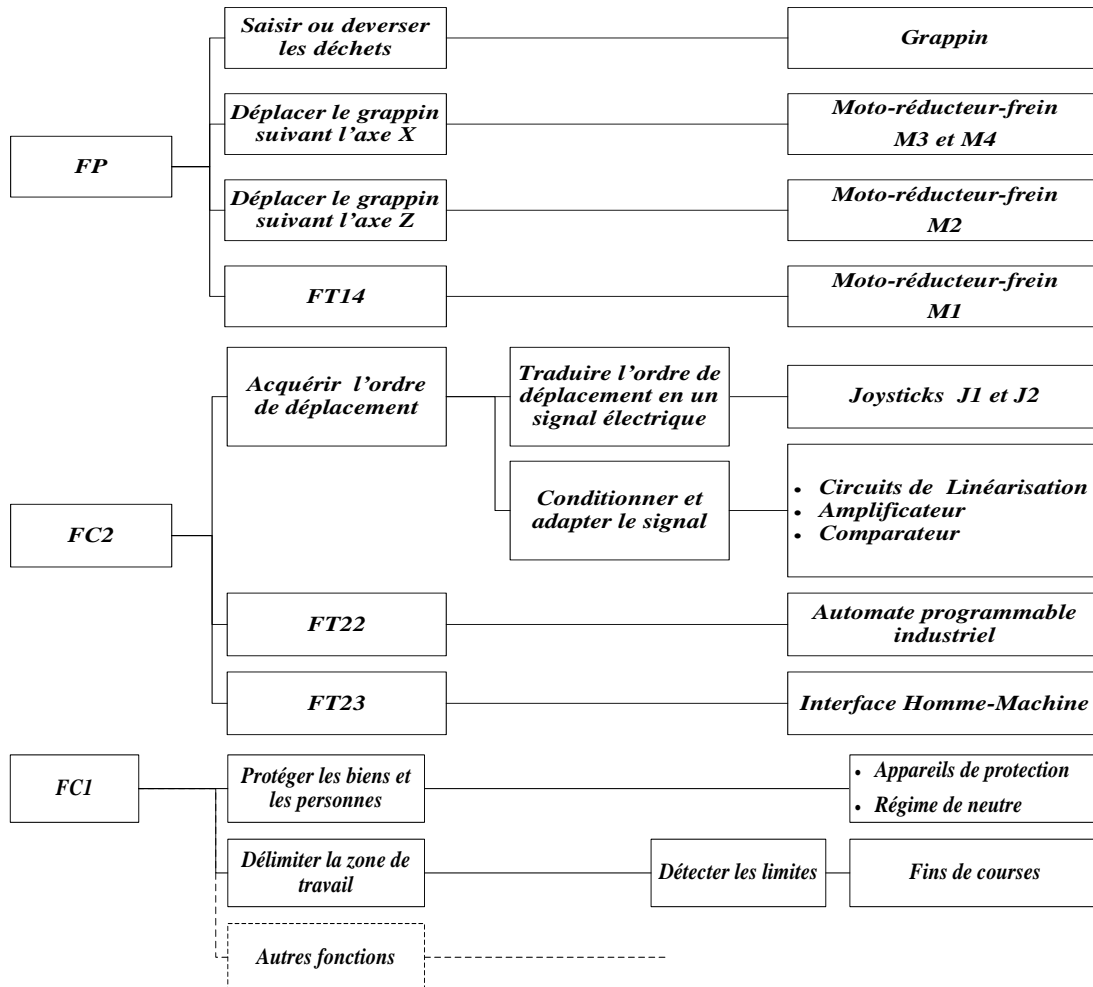 Saisir ou deverser
les déchets
Grappin
Déplacer le grappin
suivant l'axe X
Moto-réducteur-frein
M3 et M4
FP
Déplacer le grappin
suivant l'axe Z
Moto-réducteur-frein
M2
FT14
Moto-réducteur-frein
M1
Acquérir l'ordre
de déplacement
Traduire l'ordre de
déplacement en un
signal électrique
Joysticks J1 et J2
Conditionner et
adapter le signal
• Circuits de Linéarisation
• Amplificateur
• Comparateur
FC2
FT22
Automate programmable
industriel
FT23
Interface Homme-Machine
FC1
Protéger les biens et
les personnes
• Appareils de protection
• Régime de neutre
Délimiter la zone de
travail
Détecter les limites
Fins de courses
Autres fonctions